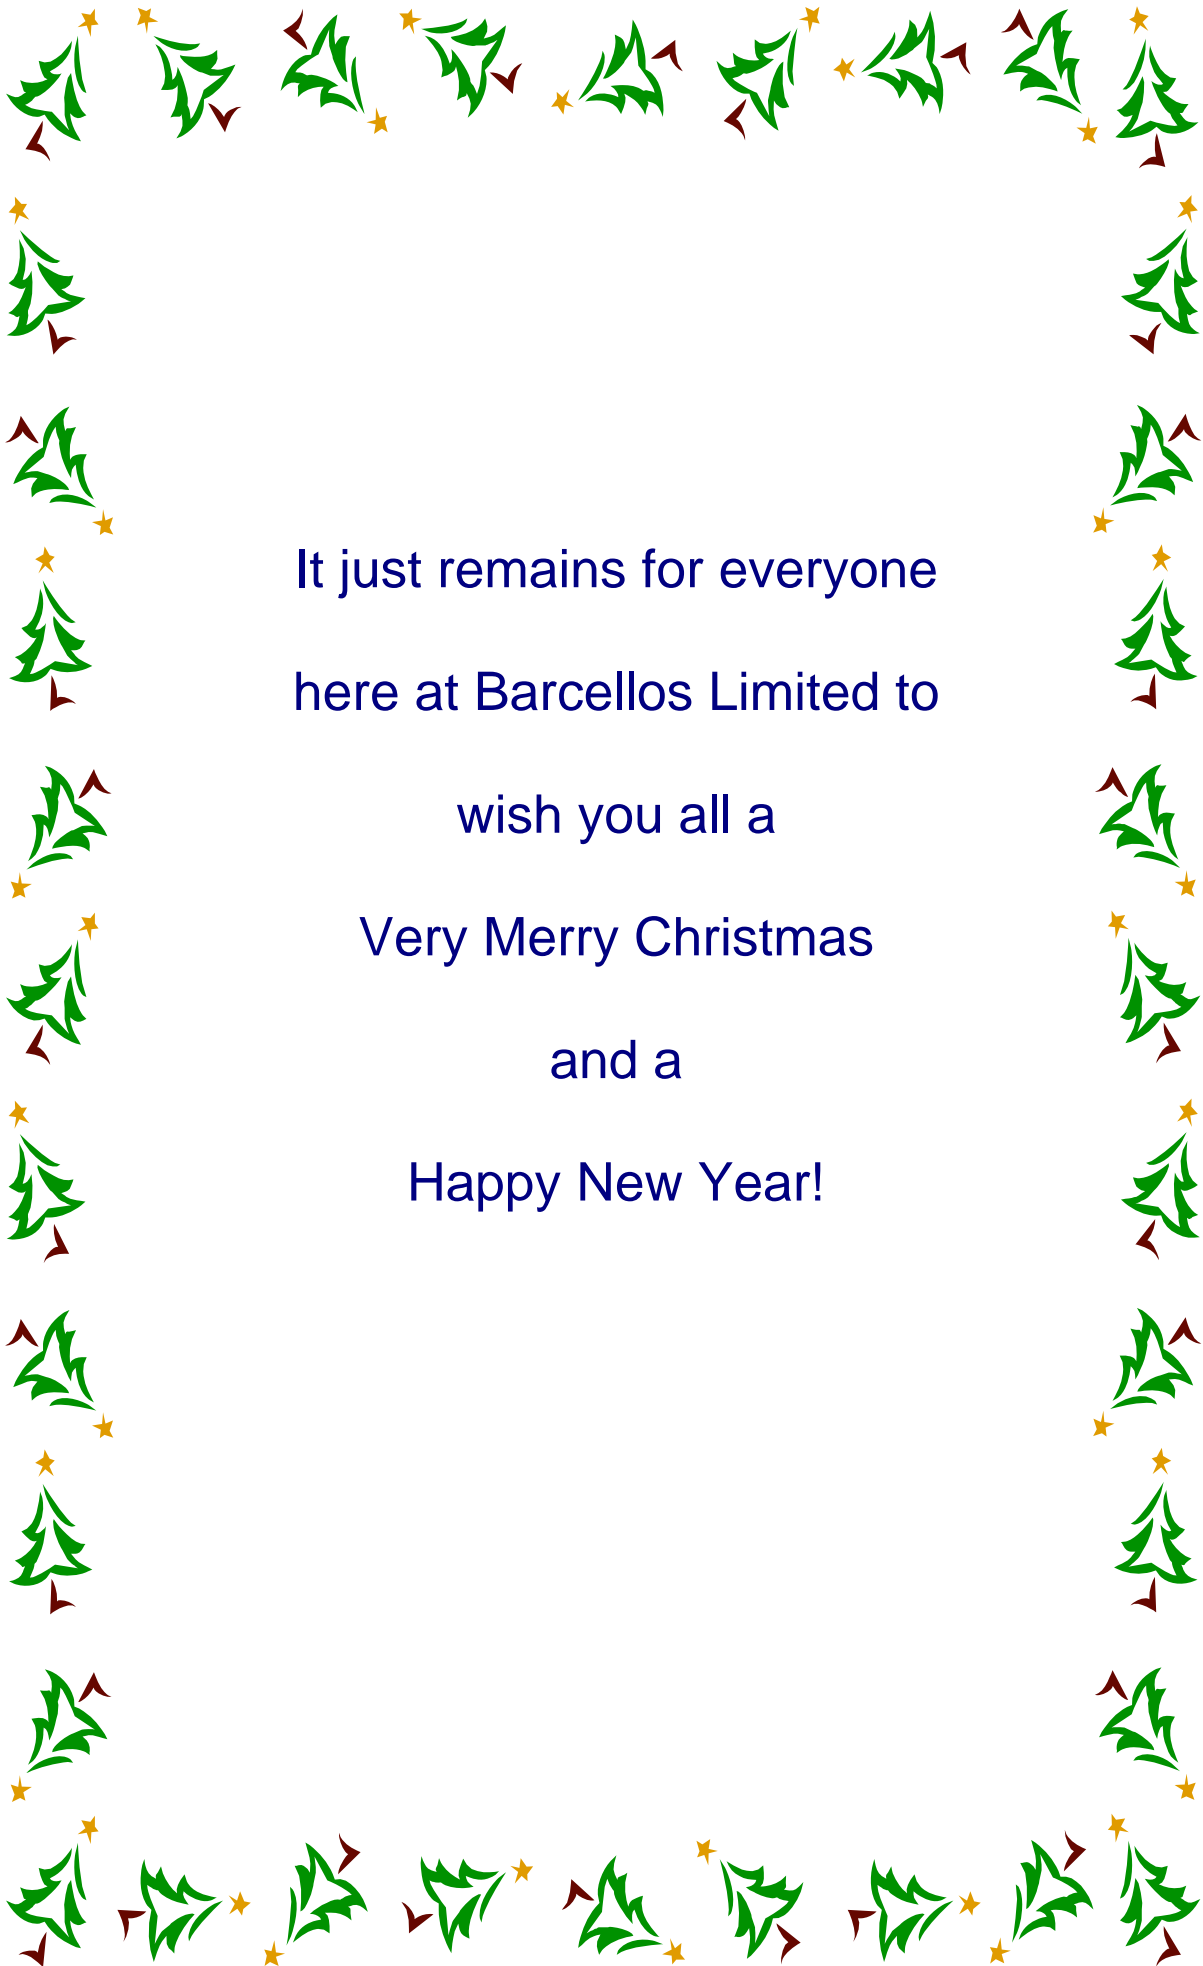 It just remains for everyone
here at Barcellos Limited to
wish you all a
Very Merry Christmas
and a
Happy New Year!